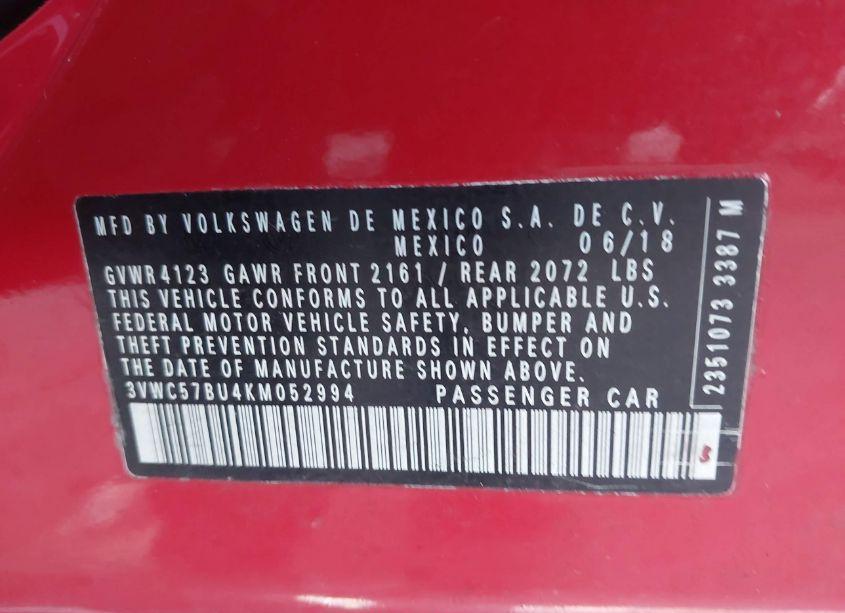 MFD BY VOLKSWAGEN DE MEXICO S.A. DE C.V.
MEXICO 06/18
GVWR4123 GAWR FRONT 2161 / REAR 2072 LBS
THIS VEHICLE CONFORMS TO ALL APPLICABLE U.S.
FEDERAL MOTOR VEHICLE SAFETY, BUMPER AND
THEFT PREVENTION STANDARDS IN EFFECT ON
THE DATE OF MANUFACTURE SHOWN ABOVE.
3VWC57BU4KM052994 PASSENGER CAR
2351073 3387 M